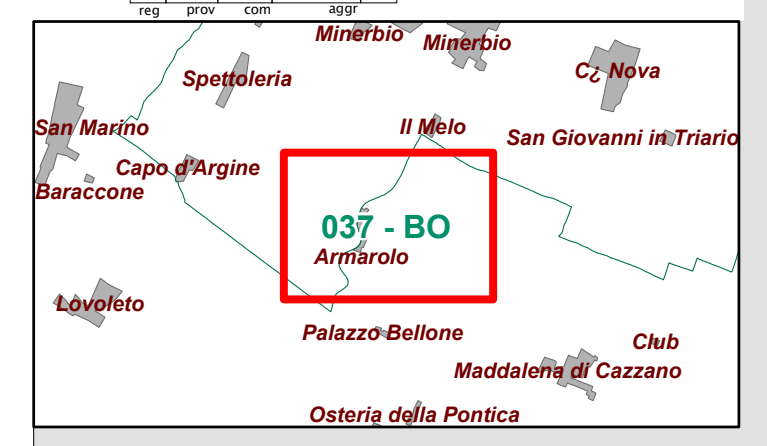 reg prov com aggr
Minerbio
Minerbio
Spettoleria
C¿ Nova
San Marino
Il Melo
San Giovanni in Triario
Capo d'Argine
Baraccone
037 - BO
Armarolo
Lovoleto
Palazzo Bellone
Club
Maddalena di Cazzano
Osteria della Pontica